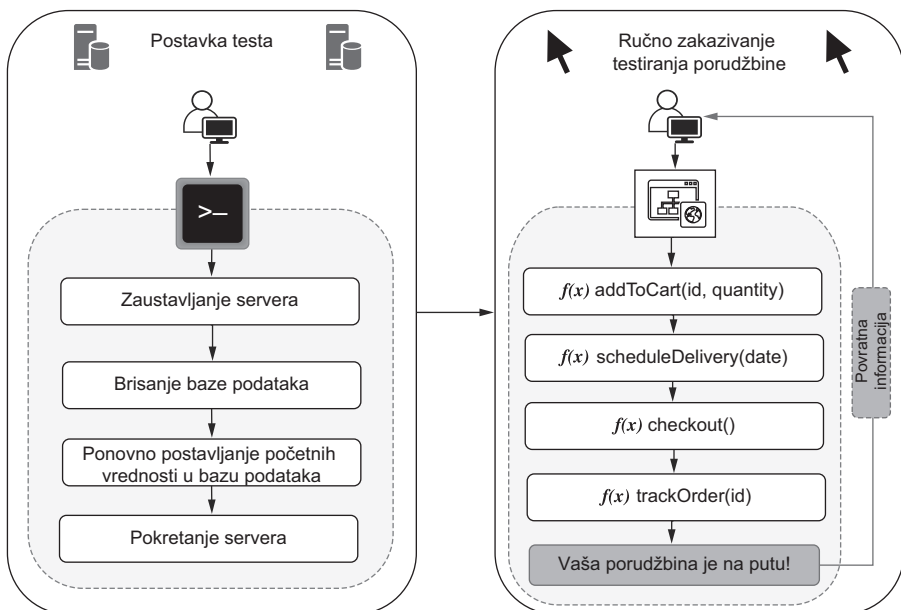 Postavka testa
>_
Zaustavljanje servera
Brisanje baze podataka
Ponovno postavljanje početnih
vrednosti u bazu podataka
Pokretanje servera
Ručno zakazivanje
testiranja porudžbine
f(x) addToCart(id, quantity)
f(x) scheduleDelivery(date)
f(x) checkout()
f(x) trackOrder(id)
Vaša porudžbina je na putu!
Povratna
informacija